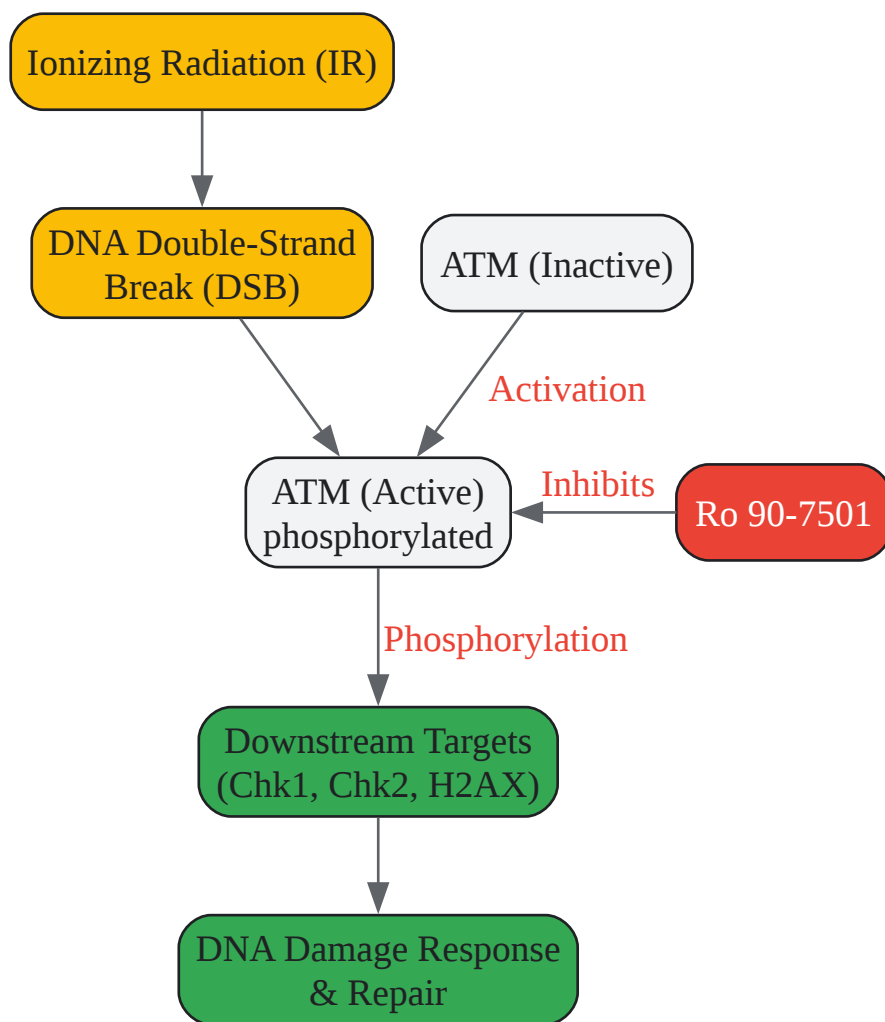 Ionizing Radiation (IR)
DNA Double-Strand
Break (DSB)
ATM (Inactive)
Activation
ATM (Active)
phosphorylated
Inhibits
Ro 90-7501
Phosphorylation
Downstream Targets
(Chk1, Chk2, H2AX)
DNA Damage Response
& Repair